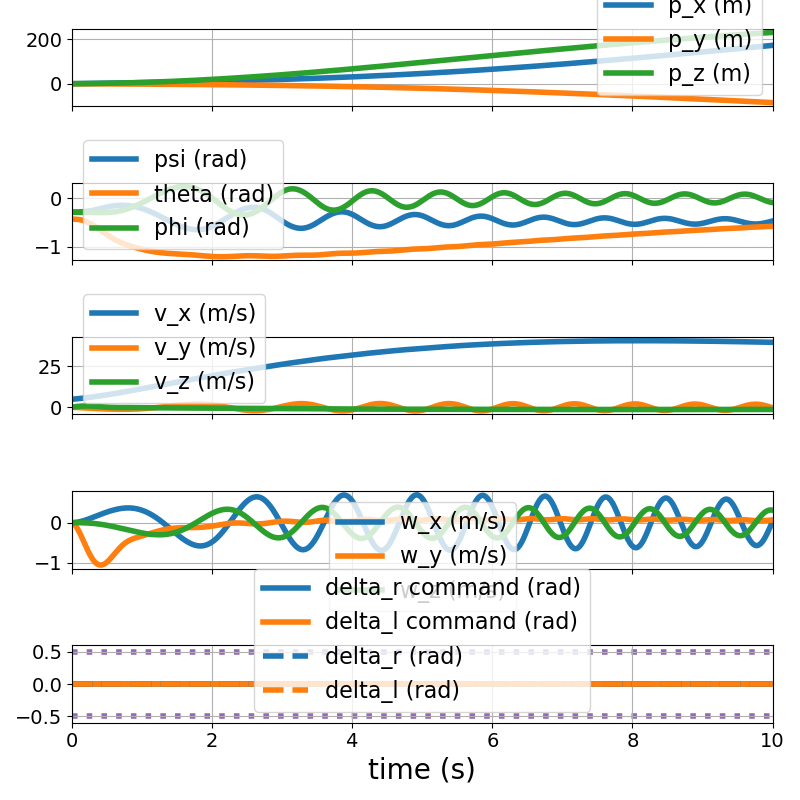 p_x (m)
p_y (m)
p_z (m)
200
0
psi (rad)
theta (rad)
phi (rad)
0
−1
v_x (m/s)
v_y (m/s)
v_z (m/s)
25
0
w_x (m/s)
w_y (m/s)
w_z (m/s)
0
−1
delta_r command (rad)
delta_l command (rad)
delta_r (rad)
delta_l (rad)
0.5
0.0
−0.5
0 2 4 6 8 10
time (s)